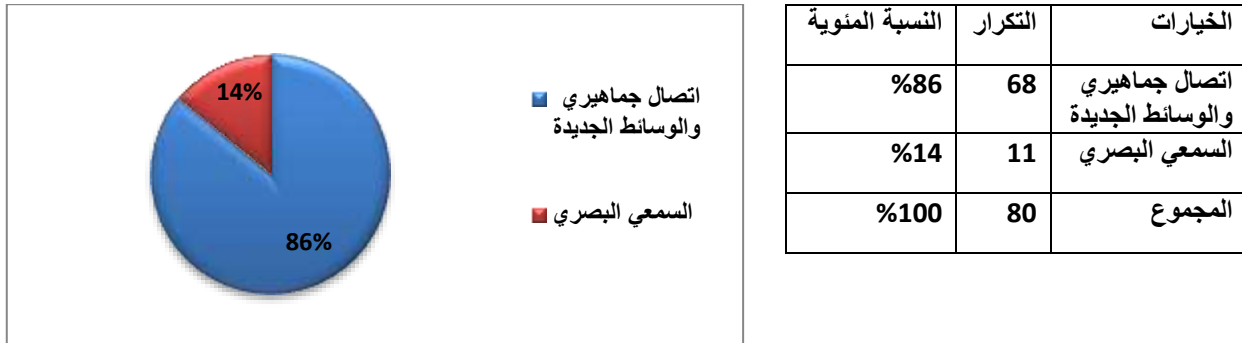 الخيارات التكرار النسبة المئوية
اتصال جماهيري
والوسائط الجديدة 68 %86
السمعي البصري 11 %14
المجموع 80 %100
14%
86%
اتصال جماهيري
والوسائط الجديدة
السمعي البصري